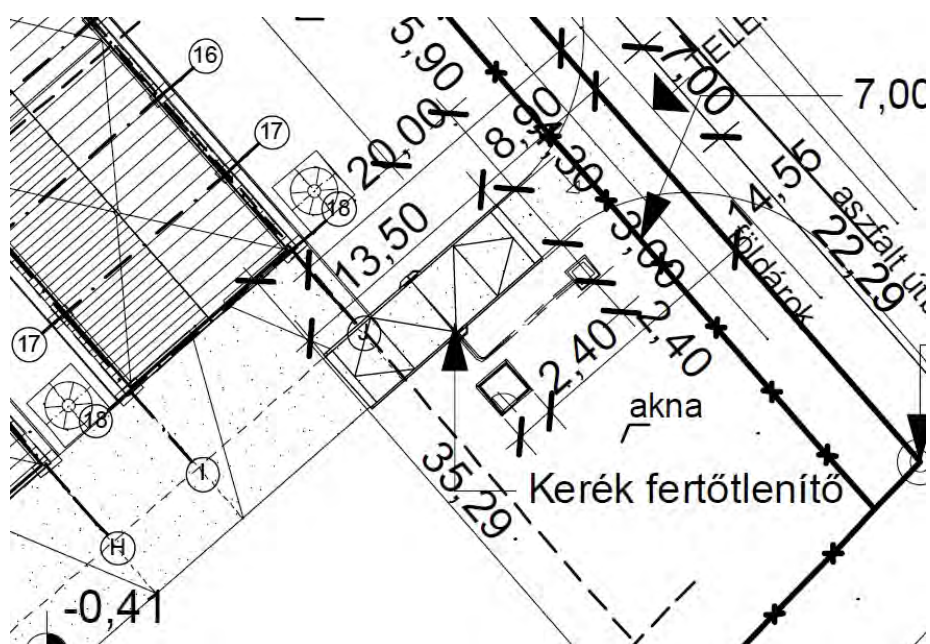 16
5,90
7,00
TELE
7,00
17
20,00
8,90
1,30
4,55
aszfalt út
18
13,50
3,00
földárok
22,29
J
17
2,40
2,40
18
akna
I
35,29
Kerék fertőtlenítő
H
-0,41